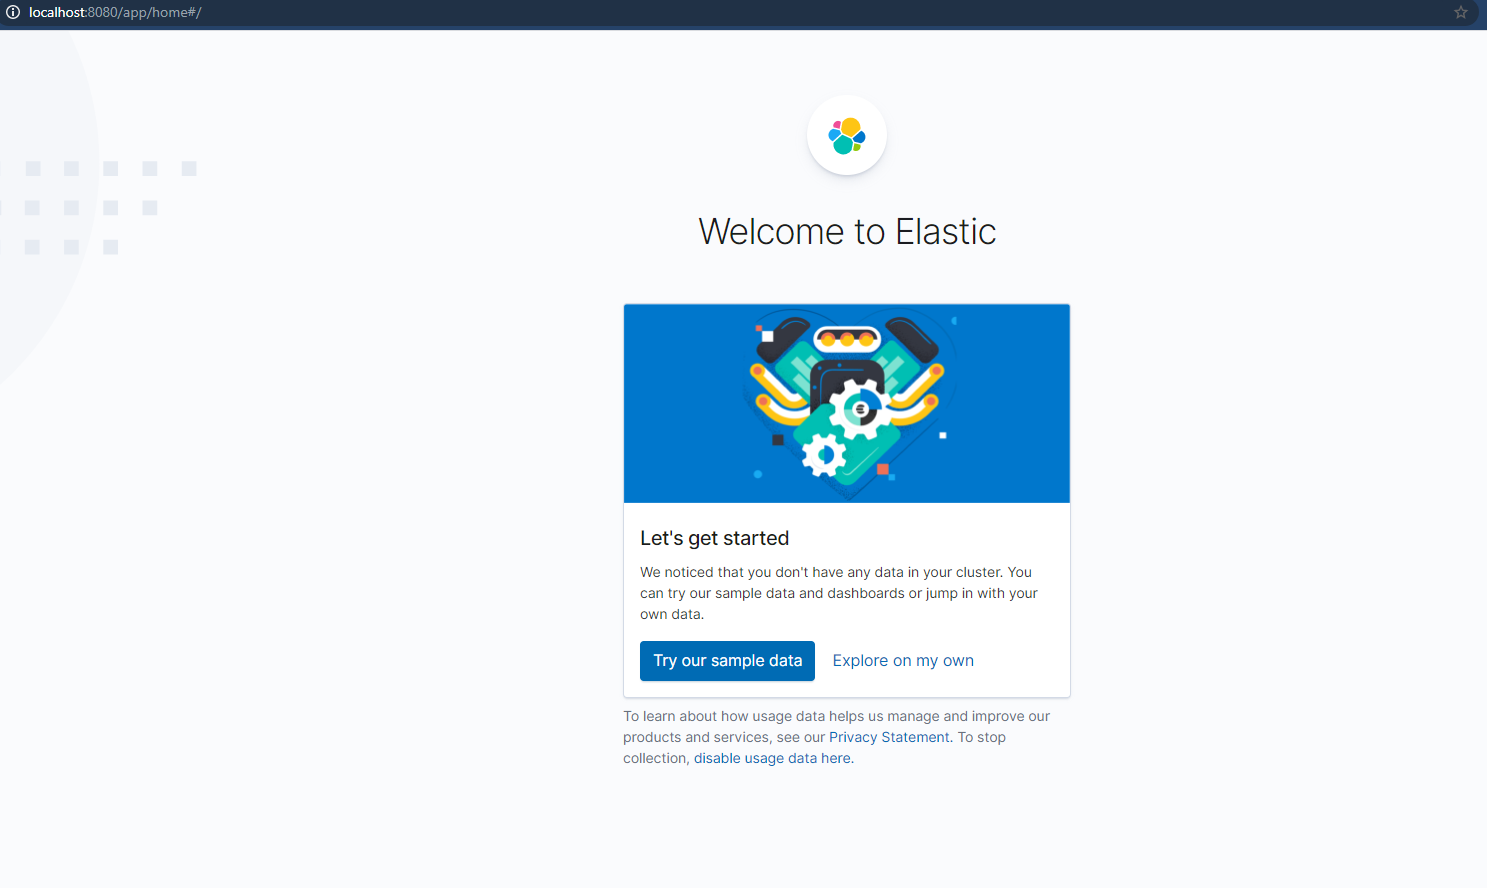 localhost:8080/app/home#/
Welcome to Elastic
Let's get started
We noticed that you don't have any data in your cluster. You
can try our sample data and dashboards or jump in with your
own data.
Try our sample data Explore on my own
To learn about how usage data helps us manage and improve our
products and services, see our Privacy Statement. To stop
collection, disable usage data here.